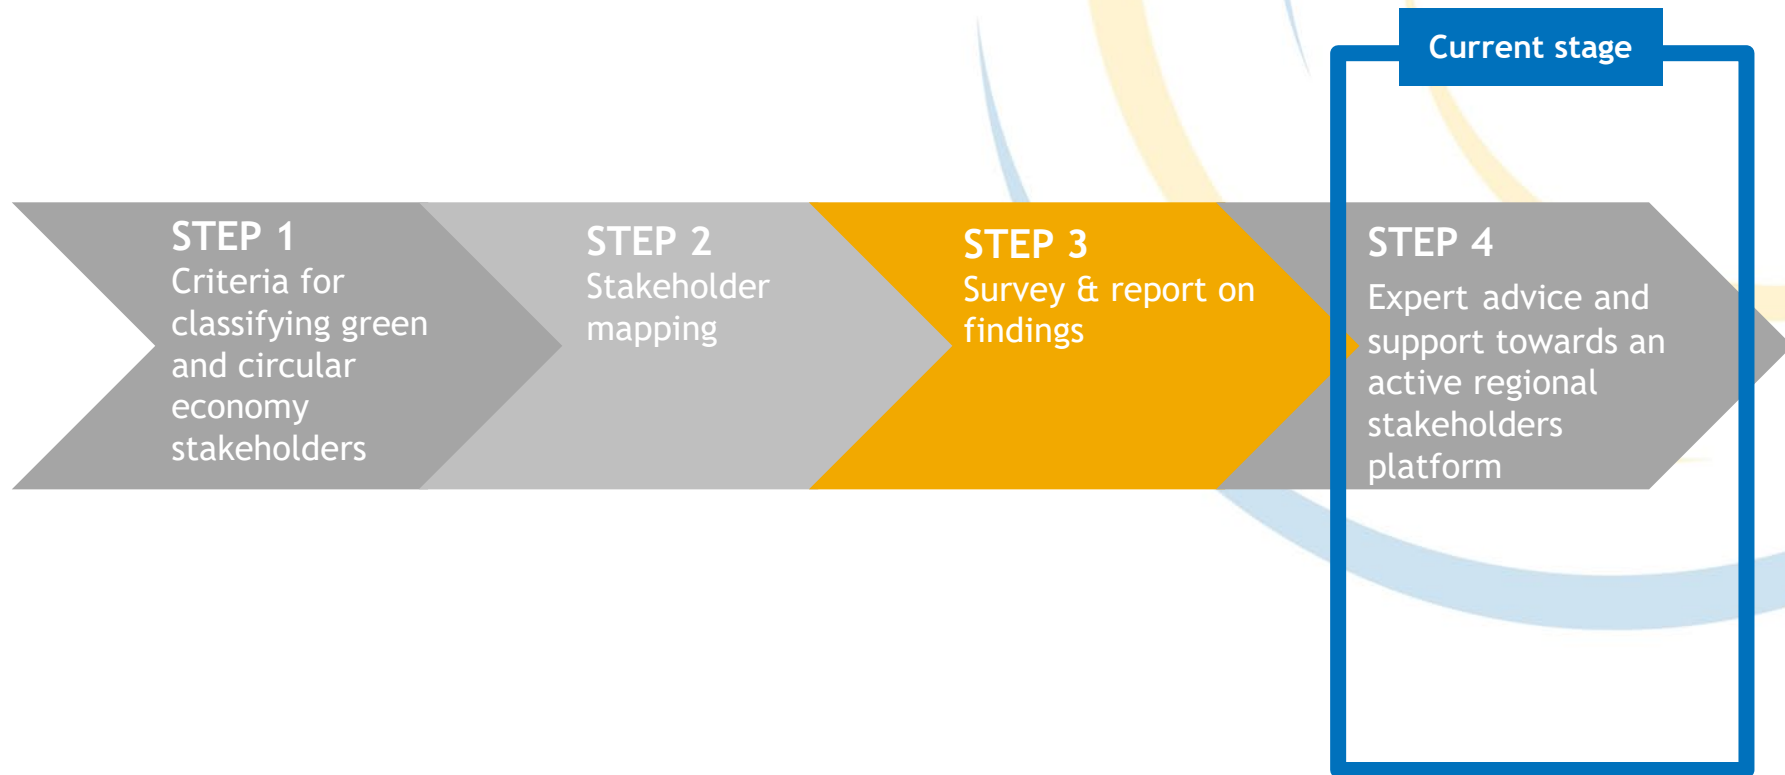 Current stage
STEP 1
Criteria for
classifying green
and circular
economy
stakeholders
STEP 2
Stakeholder
mapping
STEP 3
Survey & report on
findings
STEP 4
Expert advice and
support towards an
active regional
stakeholders
platform